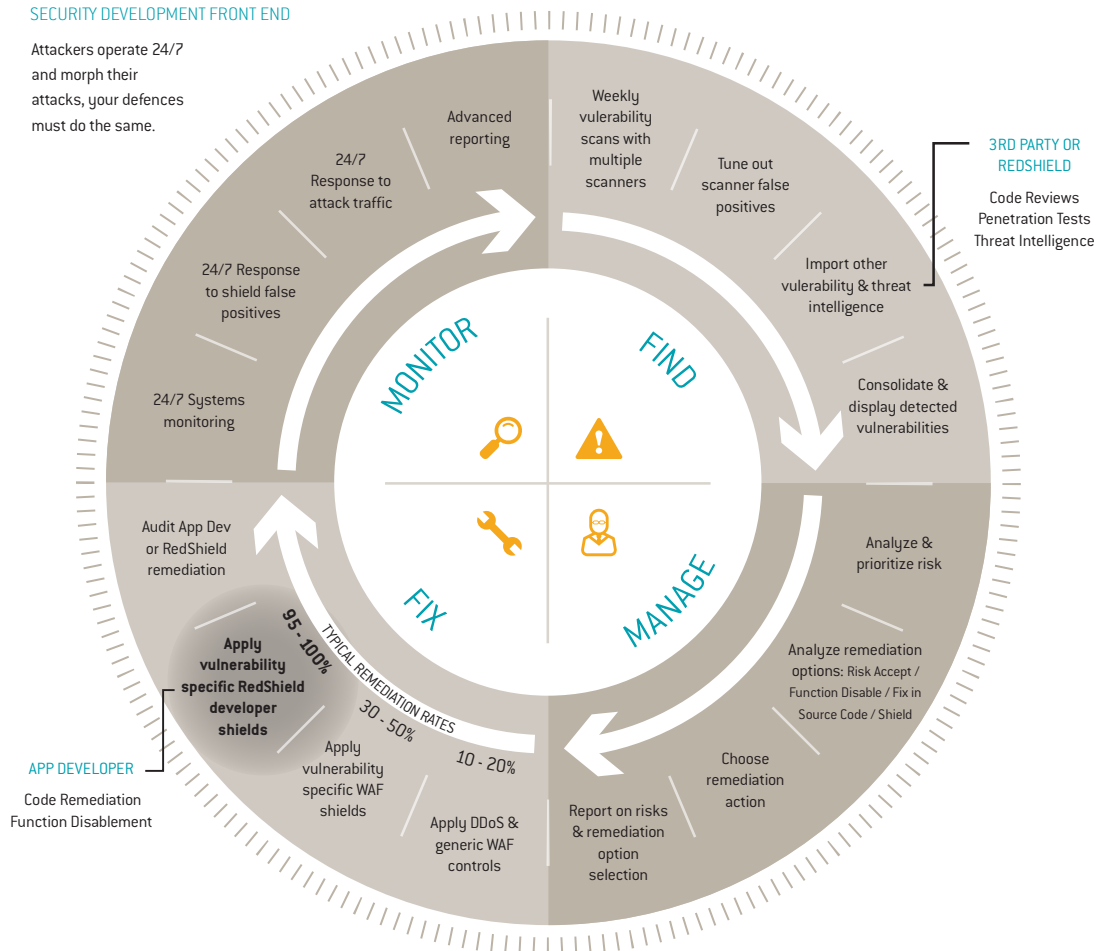 SECURITY DEVELOPMENT FRONT END
Attackers operate 24/7
and morph their
attacks, your defences
must do the same.
Advanced
reporting
24/7
Response to
attack traffic
24/7 Response
to shield false
positives
24/7 Systems
monitoring
Weekly
vulerability
scans with
multiple
scanners
Tune out
scanner false
positives
Import other
vulerability & threat
intelligence
Consolidate &
display detected
vulnerabilities
3RD PARTY OR
REDSHIELD
Code Reviews
Penetration Tests
Threat Intelligence
MONITOR
FIND
FIX
MANAGE
Analyze &
prioritize risk
Analyze remediation
options: Risk Accept /
Function Disable / Fix in
Source Code / Shield
Choose
remediation
action
Report on risks
& remediation
option
selection
Apply DDoS &
generic WAF
controls
Apply
vulnerability
specific WAF
shields
Apply
vulnerability
specific RedShield
developer
shields
Audit App Dev
or RedShield
remediation
TYPICAL REMEDIATION RATES
95 - 100%
30 - 50%
10 - 20%
APP DEVELOPER
Code Remediation
Function Disablement